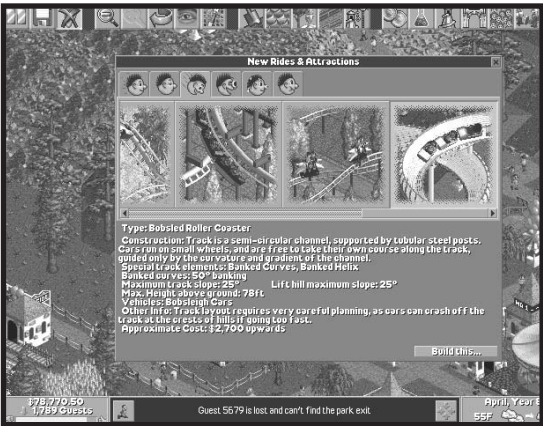 New Rides & Attractions
Type: Bobsled Roller Coaster
Construction: Track is a semi-circular channel, supported by tubular steel posts.
Cars run on small wheels, and are free to take their own course along the track,
guided only by the curvature and gradient of the channel.
Special track elements: Banked Curves, Banked Helix
Banked curves: 50° banking
Maximum track slope: 25° Lift hill maximum slope: 25°
Max. Height above ground: 78ft
Vehicles: Bobsleigh Cars
Other Info: Track layout requires very careful planning, as cars can crash off the
track at the crests of hills if going too fast.
Approximate Cost: $2,700 upwards
Build this...
$78,770.50
1,789 Guests
Guest 5679 is lost and can't find the park exit
April, Year
55F